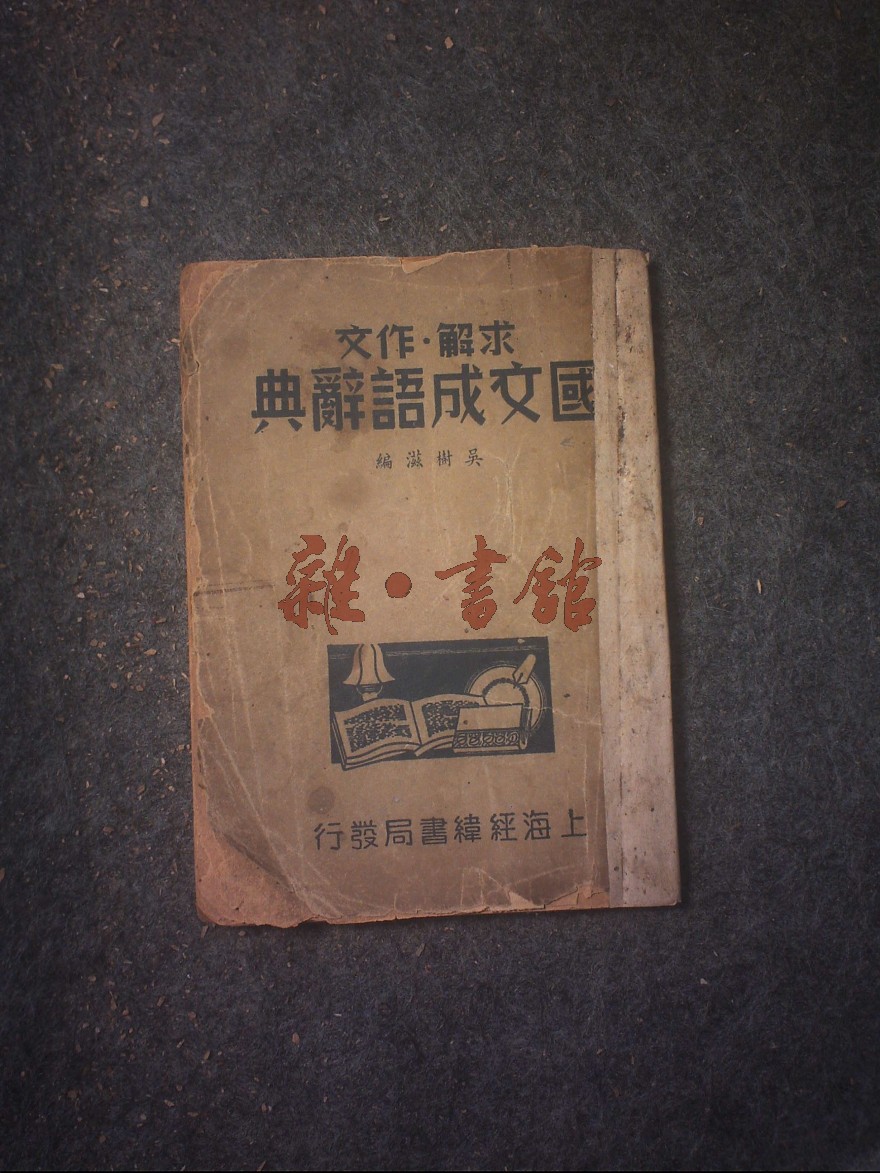 求解·作文
國文成語辭典
吳樹滋編
雜·書館
上海經緯書局發行